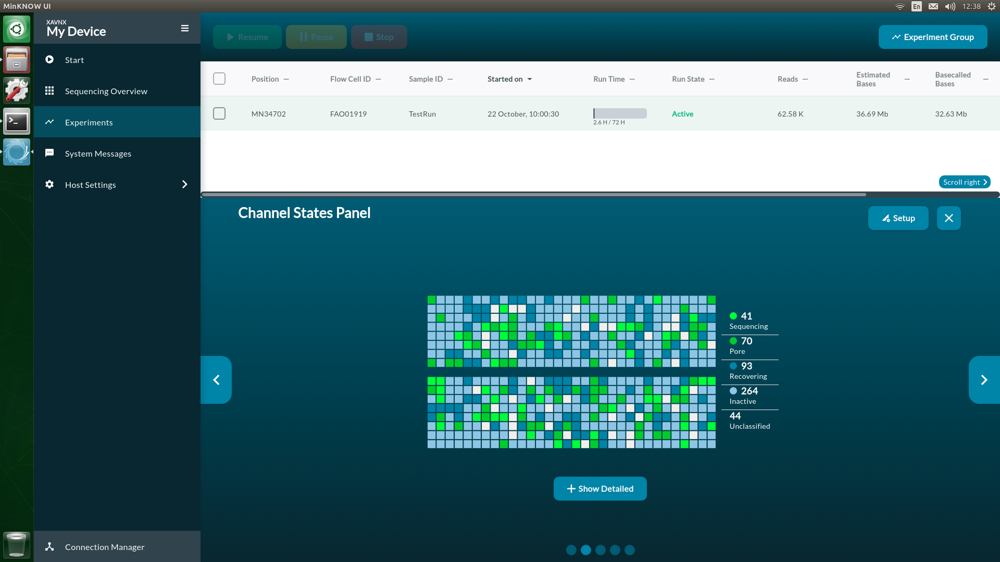 MinKNOW UI
En
12:38
XAVNX
My Device
Start
Sequencing Overview
Experiments
System Messages
Host Settings
Connection Manager
Resume
Pause
Stop
Experiment Group
Position
Flow Cell ID
Sample ID
Started on
Run Time
Run State
Reads
Estimated
Bases
Basecalled
Bases
MN34702
FAO01919
TestRun
22 October, 10:00:30
2.6 H / 72 H
Active
62.58 K
36.69 Mb
32.63 Mb
Scroll right
Channel States Panel
Setup
41
Sequencing
70
Pore
93
Recovering
264
Inactive
44
Unclassified
Show Detailed